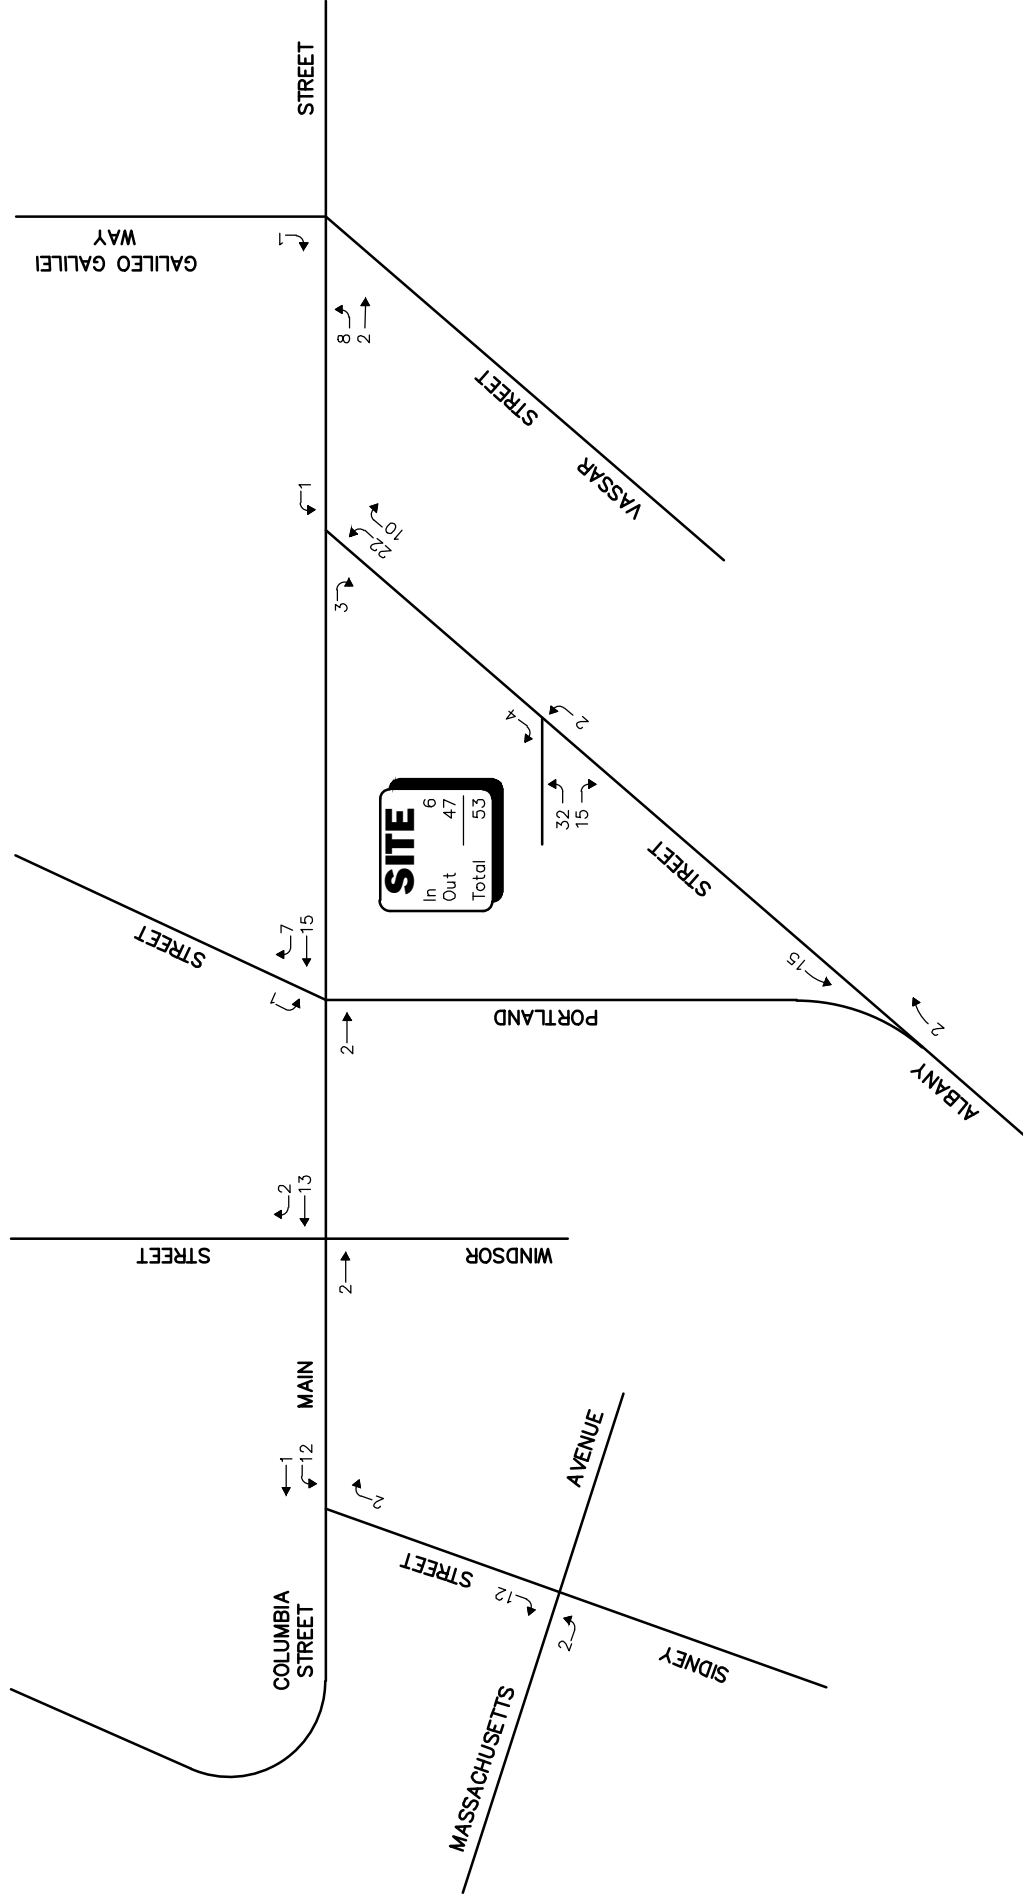 STREET
GALILEO GALILEI
WAY
1
8
2
STREET
VASSAR
1
10
22
3
4
2
SITE
In 6
Out 47
Total 53
32
15
STREET
15
2
ALBANY
STREET
7
15
1
2
PORTLAND
2
13
STREET
WINDSOR
2
MAIN
1
12
2
COLUMBIA
STREET
STREET
SIDNEY
12
2
AVENUE
MASSACHUSETTS